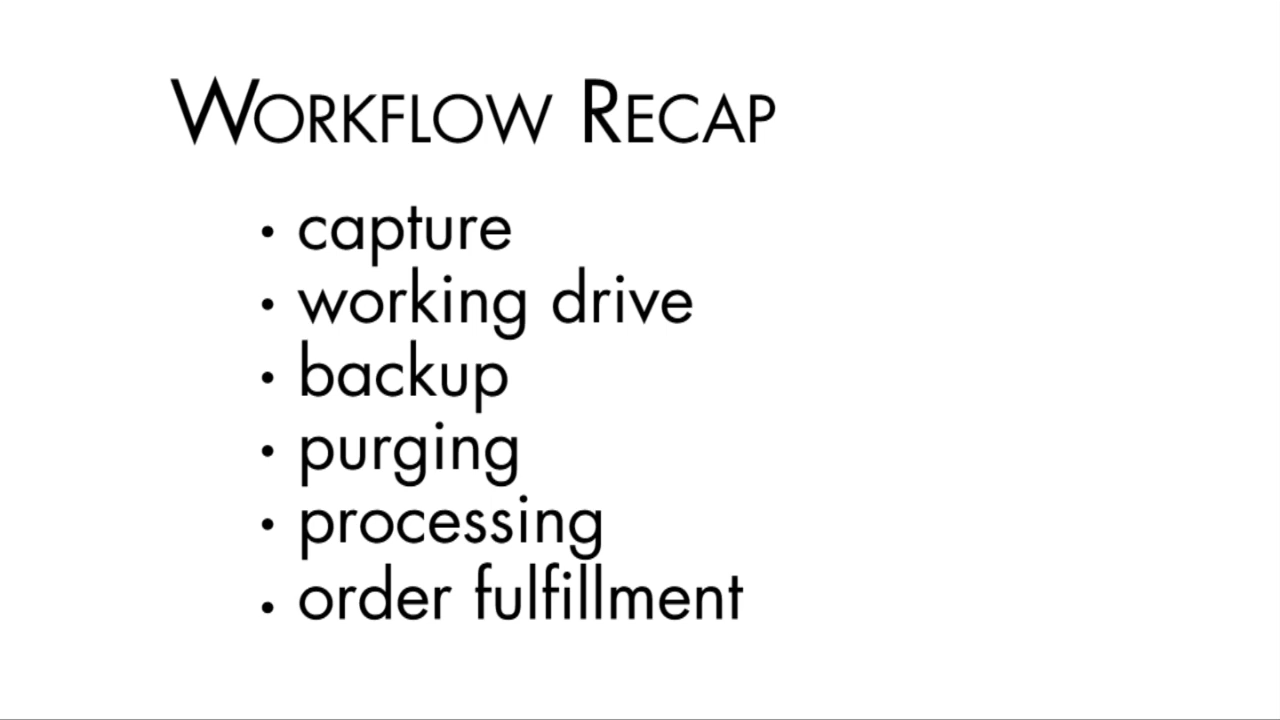 Workflow Recap
• capture
• working drive
• backup
• purging
• processing
• order fulfillment